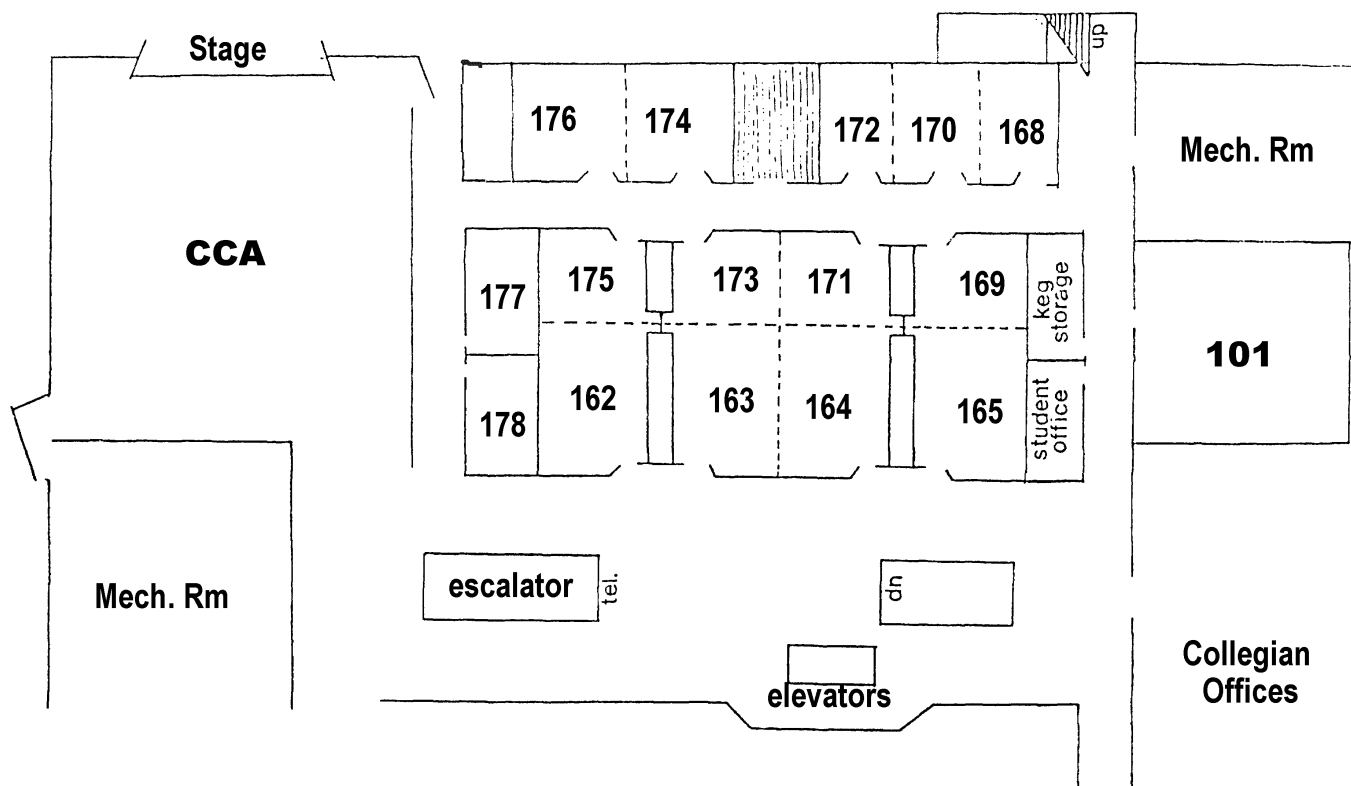 Stage
up
176
174
172
170
168
Mech. Rm
CCA
177
175
173
171
169
keg
storage
101
178
162
163
164
165
student
office
Mech. Rm
escalator
tel.
up
elevators
Collegian
Offices